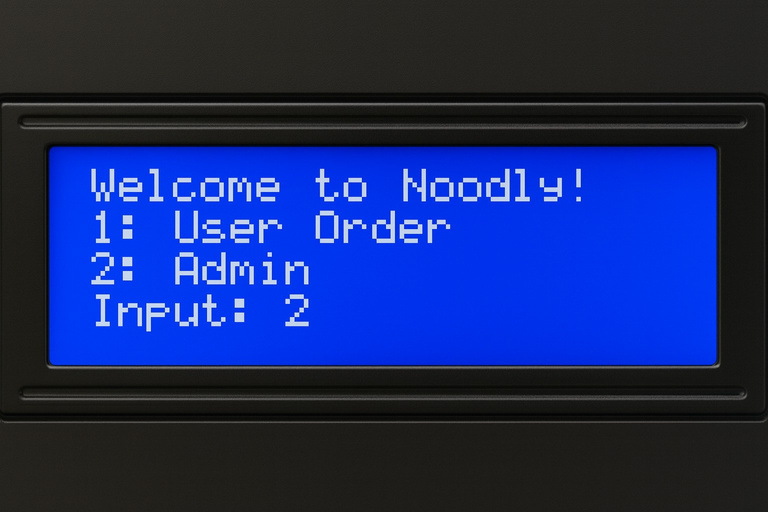 Welcome to Noodly!
1: User Order
2: Admin
Input: 2